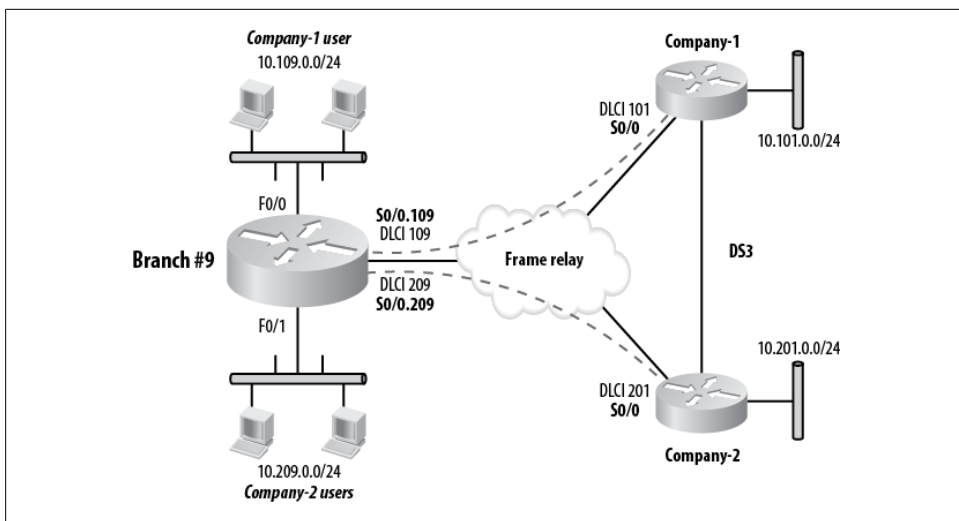 Company-1 user
10.109.0.0/24
F0/0
Branch #9
F0/1
10.209.0.0/24
Company-2 users
S0/0.109
DLCI 109
DLCI 209
S0/0.209
Frame relay
Company-1
DLCI 101
S0/0
10.101.0.0/24
DS3
10.201.0.0/24
DLCI 201
S0/0
Company-2